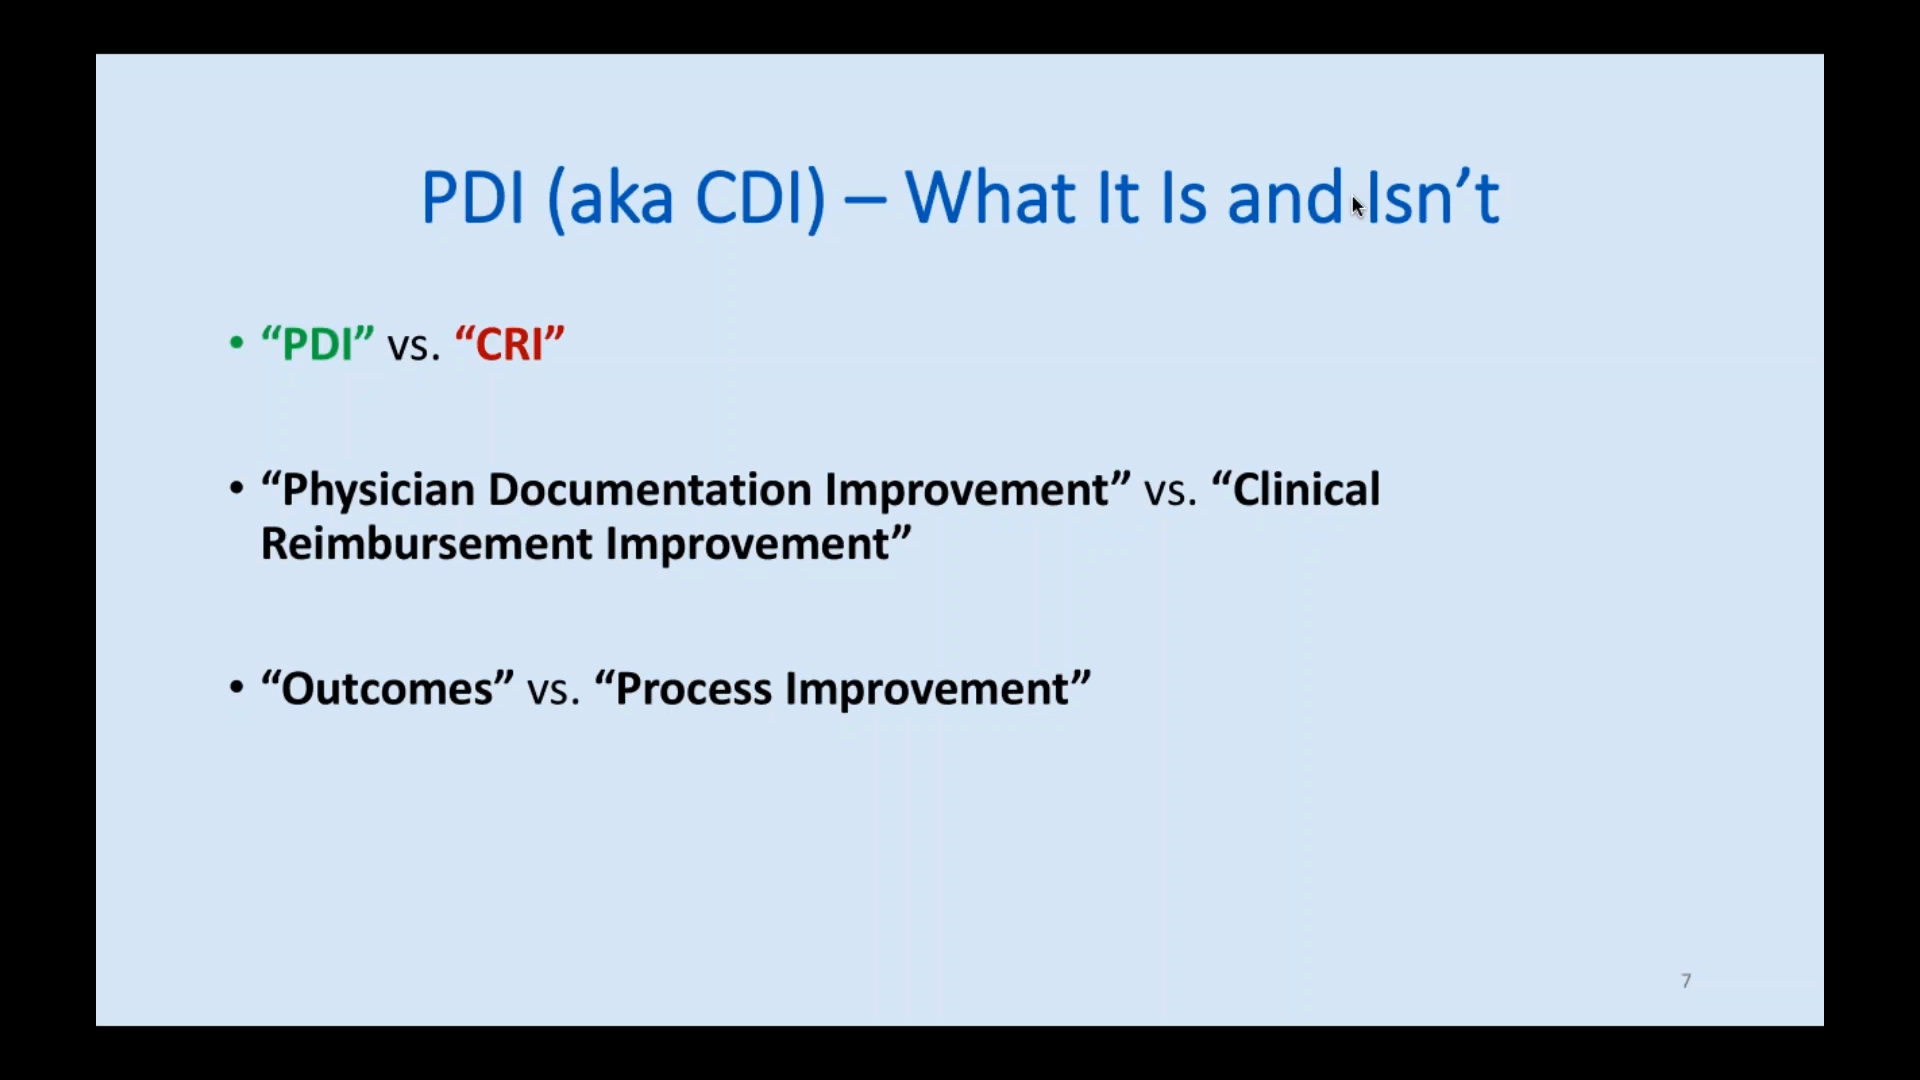 PDI (aka CDI) – What It Is and Isn’t
• “PDI” vs. “CRI”
• “Physician Documentation Improvement” vs. “Clinical
Reimbursement Improvement”
• “Outcomes” vs. “Process Improvement”
7